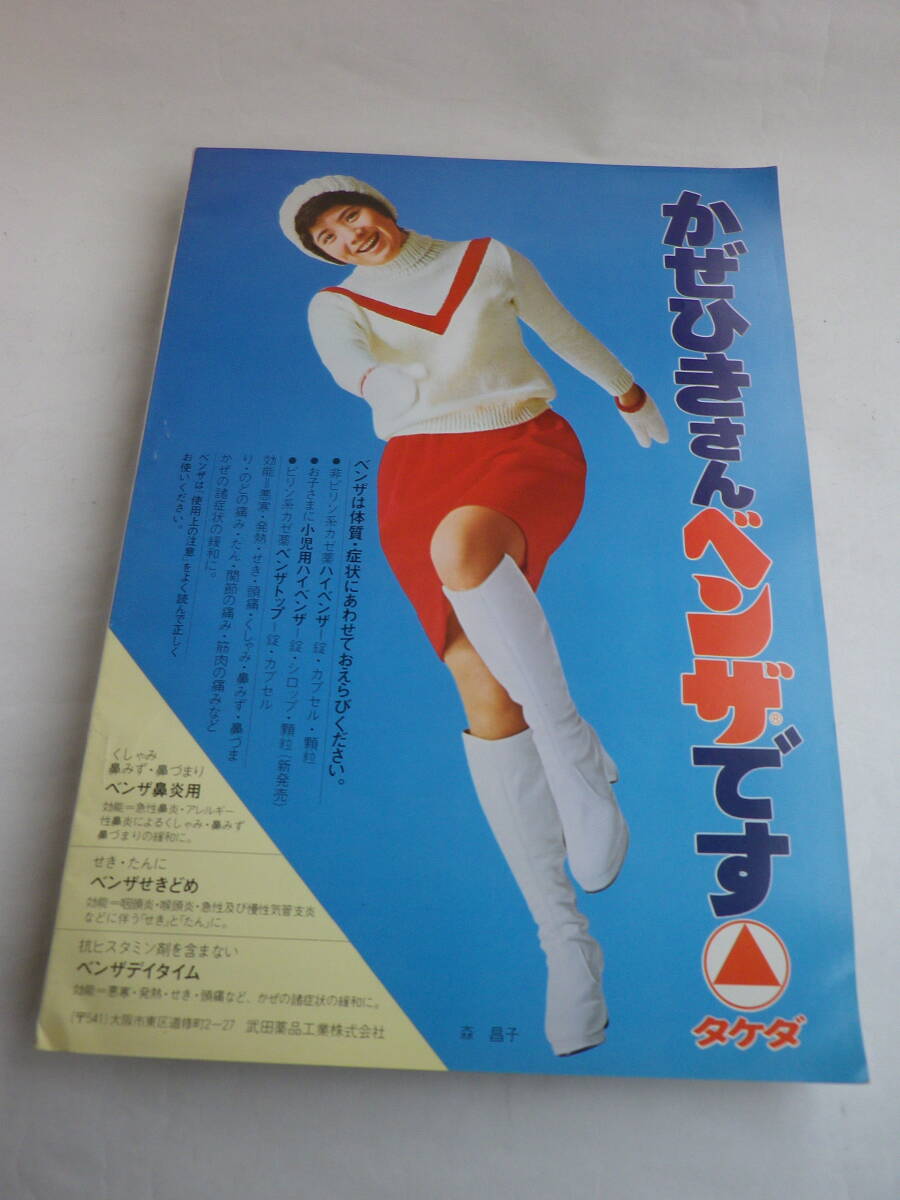 かぜひきさんベンザ®です
タケダ
ベンザは体質・症状にあわせておえらびください。
●非ピリン系カゼ薬ハイベンザー錠・カプセル・顆粒
●お子さまに小児用ハイベンザー錠・シロップ・顆粒(新発売)
●ピリン系カゼ薬ベンザトップー錠・カプセル
効能=悪寒・発熱・せき・頭痛・くしゃみ・鼻みず・鼻づま
り・のどの痛み・たん・関節の痛み・筋肉の痛みなど
かぜの諸症状の緩和に。
ベンザは「使用上の注意」をよく読んで正しく
お使いください。
くしゃみ
鼻みず・鼻づまり
ベンザ鼻炎用
効能=急性鼻炎・アレルギー
性鼻炎によるくしゃみ・鼻みず
鼻づまりの緩和に。
せき・たんに
ベンザせきどめ
効能=咽頭炎・喉頭炎・急性及び慢性気管支炎
などに伴う「せき」と「たん」に。
抗ヒスタミン剤を含まない
ベンザデイタイム
効能=悪寒・発熱・せき・頭痛など、かぜの諸症状の緩和に。
(〒541)大阪市東区道修町2-27 武田薬品工業株式会社
森 昌子